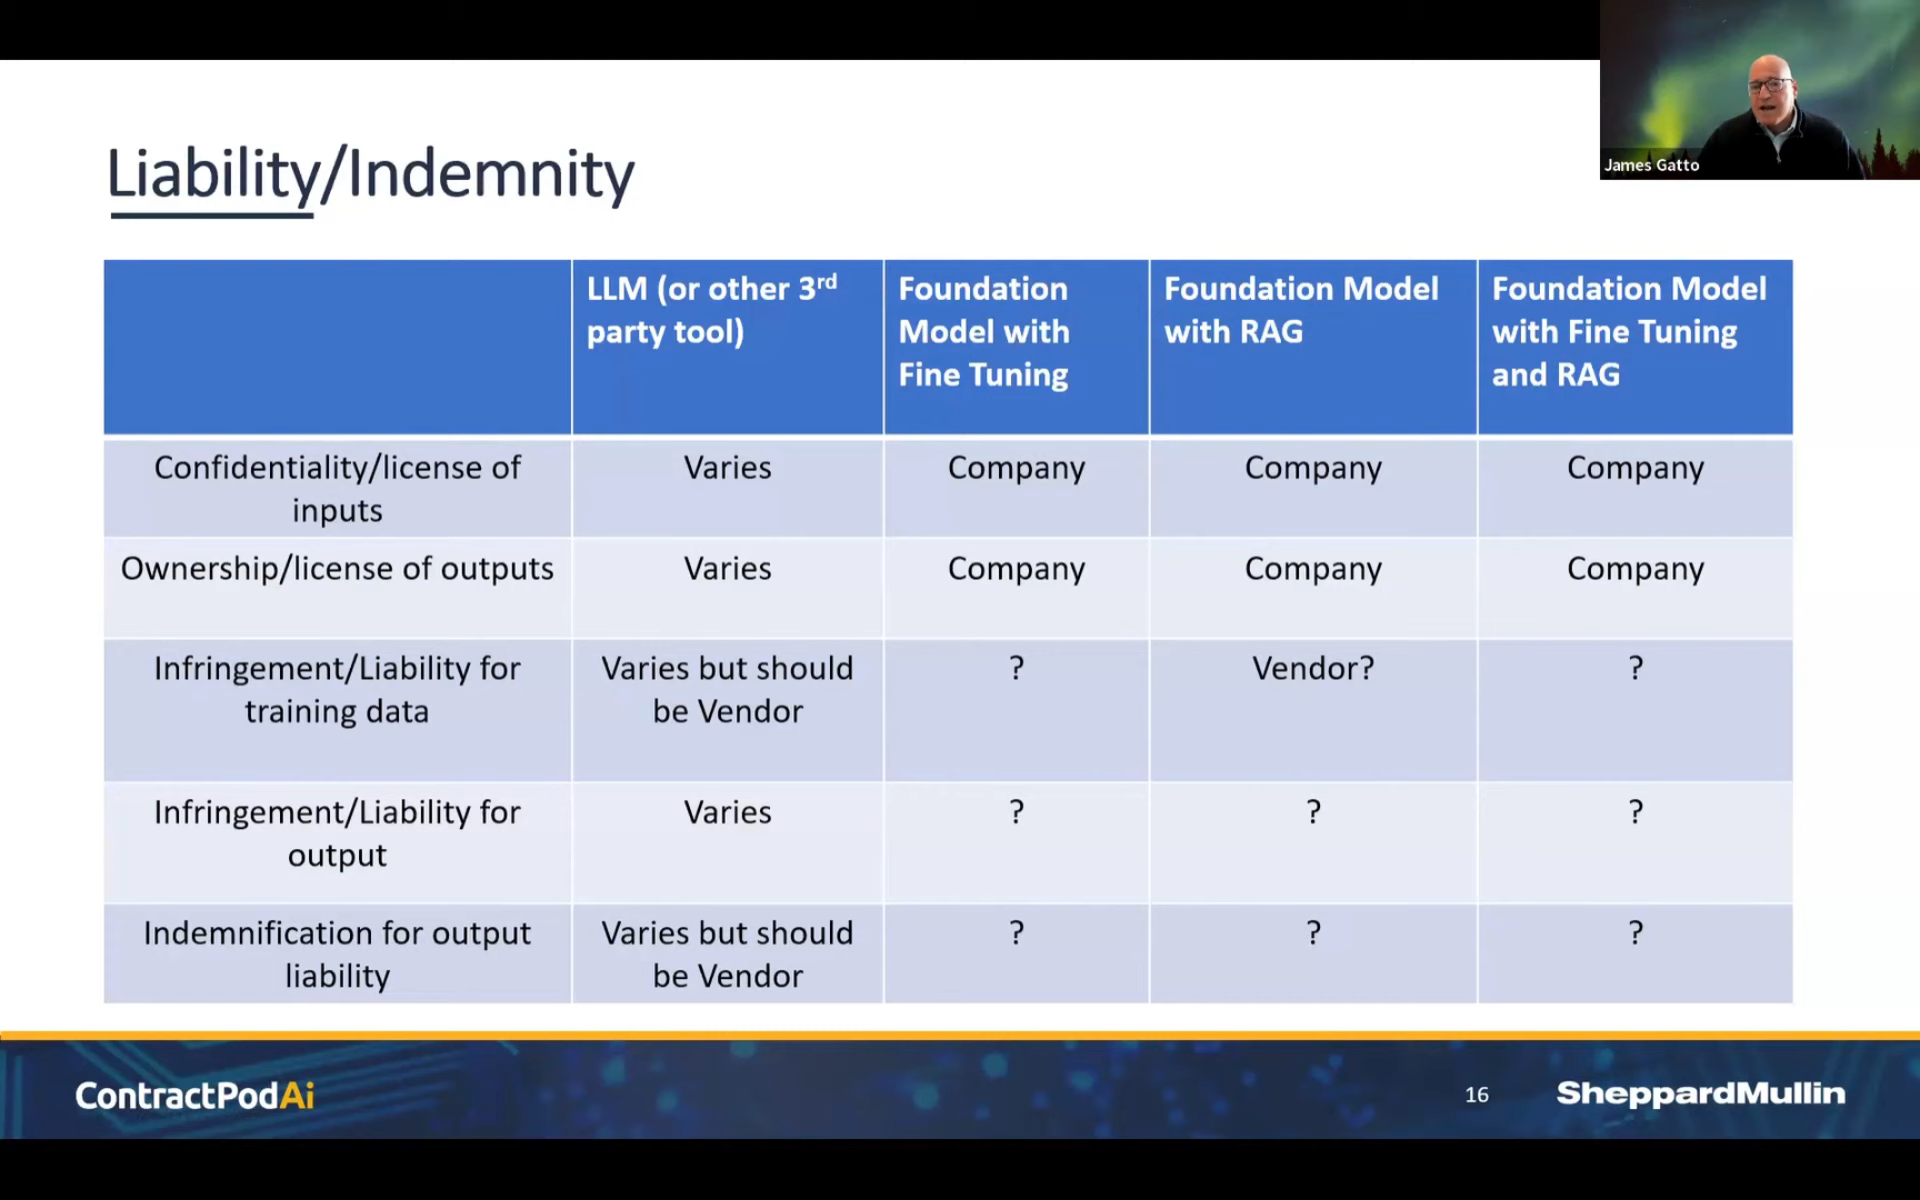 James Gatto
Liability/Indemnity
LLM (or other 3rd
party tool)
Foundation
Model with
Fine Tuning
Foundation Model
with RAG
Foundation Model
with Fine Tuning
and RAG
Confidentiality/license of
inputs
Varies
Company
Company
Company
Ownership/license of outputs
Varies
Company
Company
Company
Infringement/Liability for
training data
Varies but should
be Vendor
?
Vendor?
?
Infringement/Liability for
output
Varies
?
?
?
Indemnification for output
liability
Varies but should
be Vendor
?
?
?
ContractPodAi
16
SheppardMullin